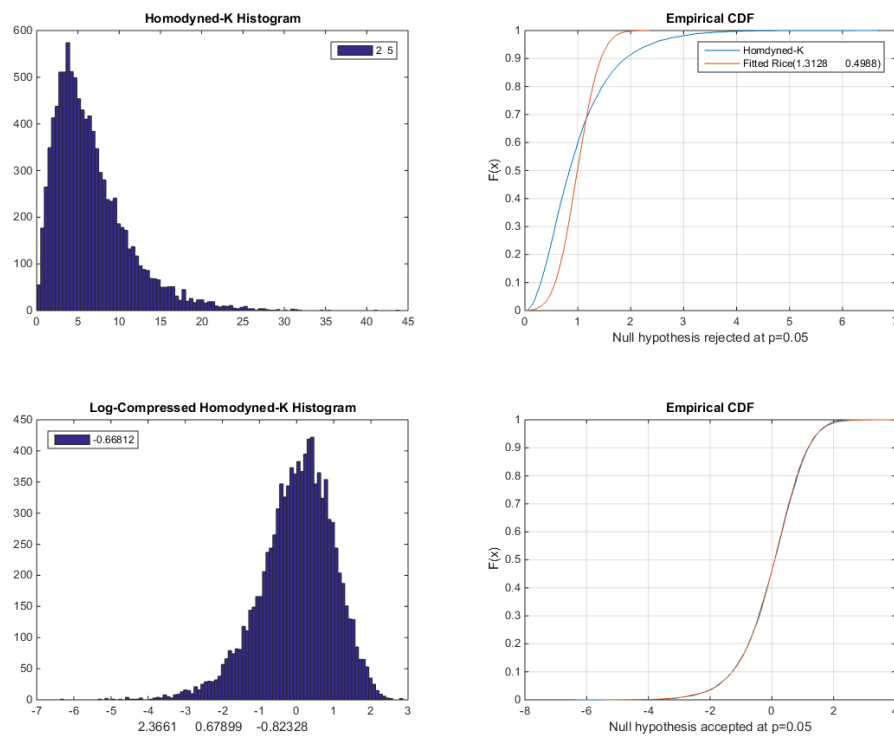 Homodyned-K Histogram
600
500
400
300
200
100
0
0 5 10 15 20 25 30 35 40 45
2 5
Empirical CDF
1
0.9
0.8
0.7
0.6
0.5
0.4
0.3
0.2
0.1
0
F(x)
0 1 2 3 4 5 6 7
Homdyned-K
Fitted Rice(1.3128 0.4988)
Null hypothesis rejected at p=0.05
Log-Compressed Homodyned-K Histogram
450
400
350
300
250
200
150
100
50
0
-7 -6 -5 -4 -3 -2 -1 0 1 2 3
-0.66812
2.3661 0.67899 -0.82328
Empirical CDF
1
0.9
0.8
0.7
0.6
0.5
0.4
0.3
0.2
0.1
0
F(x)
-8 -6 -4 -2 0 2 4
Null hypothesis accepted at p=0.05